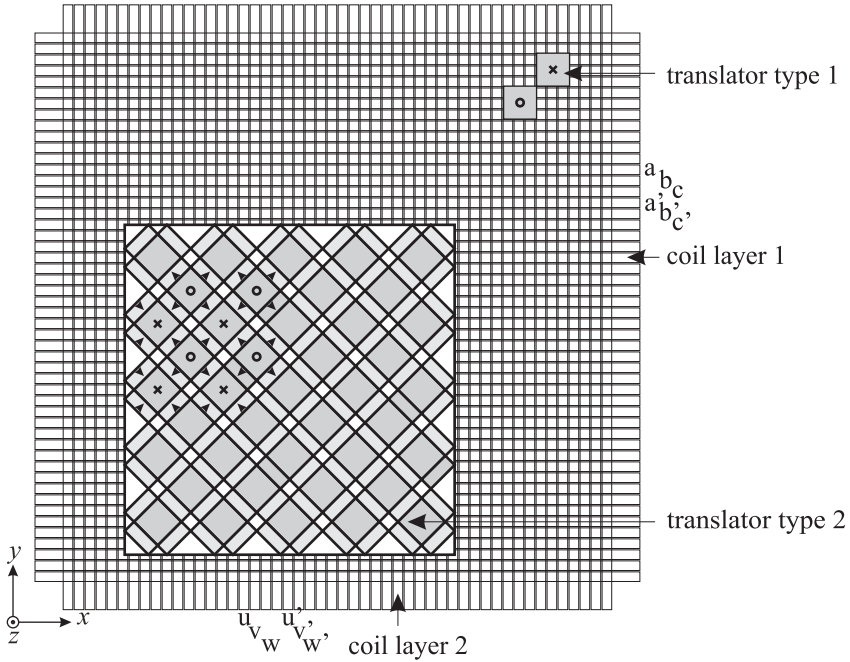 translator type 1
a b c
a' b' c'
coil layer 1
translator type 2
y
x
z
u v w u' v' w'
coil layer 2